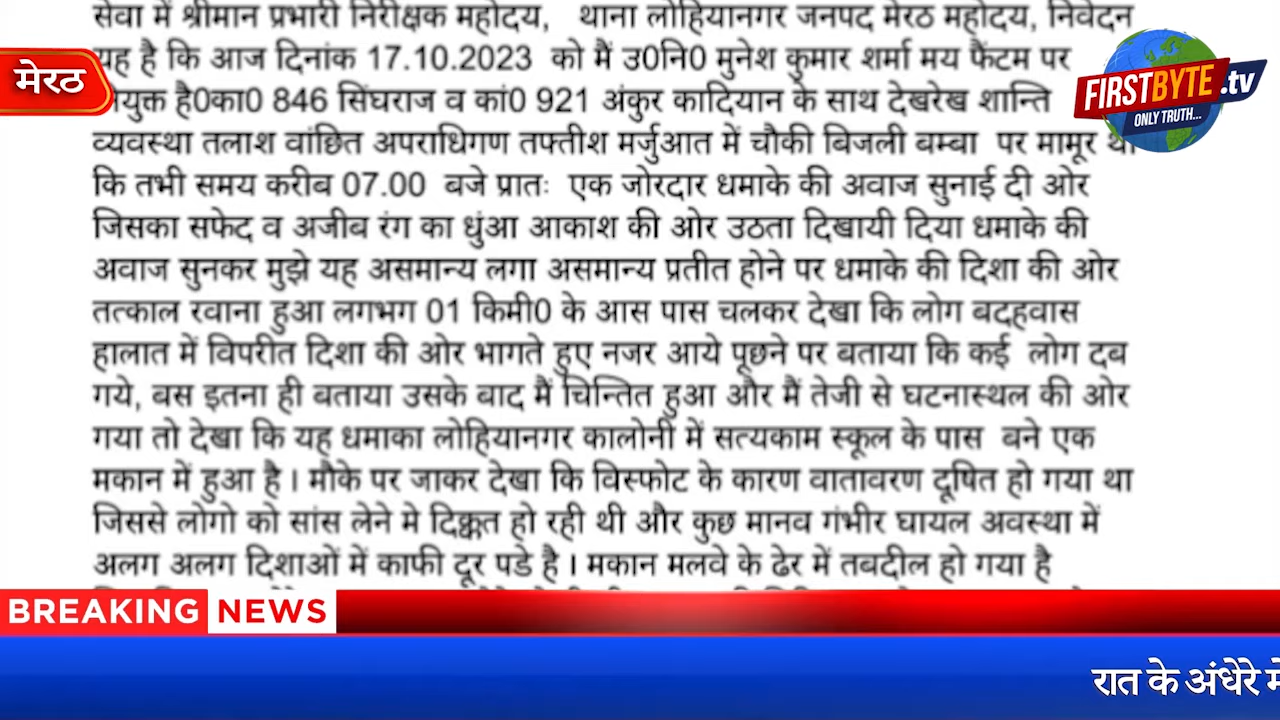 सेवा में श्रीमान प्रभारी निरीक्षक महोदय, थाना लोहियानगर जनपद मेरठ महोदय, निवेदन
यह है कि आज दिनांक 17.10.2023 को मैं उ0नि0 मुनेश कुमार शर्मा मय फैंटम पर
मेरठ
FIRSTBYTE.tv
ONLY TRUTH...
नियुक्त है0का0 846 सिंघराज व कां0 921 अंकुर कादियान के साथ देखरेख शान्ति
व्यवस्था तलाश वांछित अपराधिगण तफ्तीश मर्जुआत में चौकी बिजली बम्बा पर मामूर था
कि तभी समय करीब 07.00 बजे प्रातः एक जोरदार धमाके की अवाज सुनाई दी ओर
जिसका सफेद व अजीब रंग का धुंआ आकाश की ओर उठता दिखायी दिया धमाके की
अवाज सुनकर मुझे यह असमान्य लगा असमान्य प्रतीत होने पर धमाके की दिशा की ओर
तत्काल रवाना हुआ लगभग 01 किमी0 के आस पास चलकर देखा कि लोग बदहवास
हालात में विपरीत दिशा की ओर भागते हुए नजर आये पूछने पर बताया कि कई लोग दब
गये, बस इतना ही बताया उसके बाद मैं चिन्तित हुआ और मैं तेजी से घटनास्थल की ओर
गया तो देखा कि यह धमाका लोहियानगर कालोनी में सत्यकाम स्कूल के पास बने एक
मकान में हुआ है । मौके पर जाकर देखा कि विस्फोट के कारण वातावरण दूषित हो गया था
जिससे लोगो को सांस लेने मे दिक्कत हो रही थी और कुछ मानव गंभीर घायल अवस्था में
अलग अलग दिशाओं में काफी दूर पडे है । मकान मलवे के ढेर में तबदील हो गया है
BREAKING NEWS
रात के अंधेरे मे